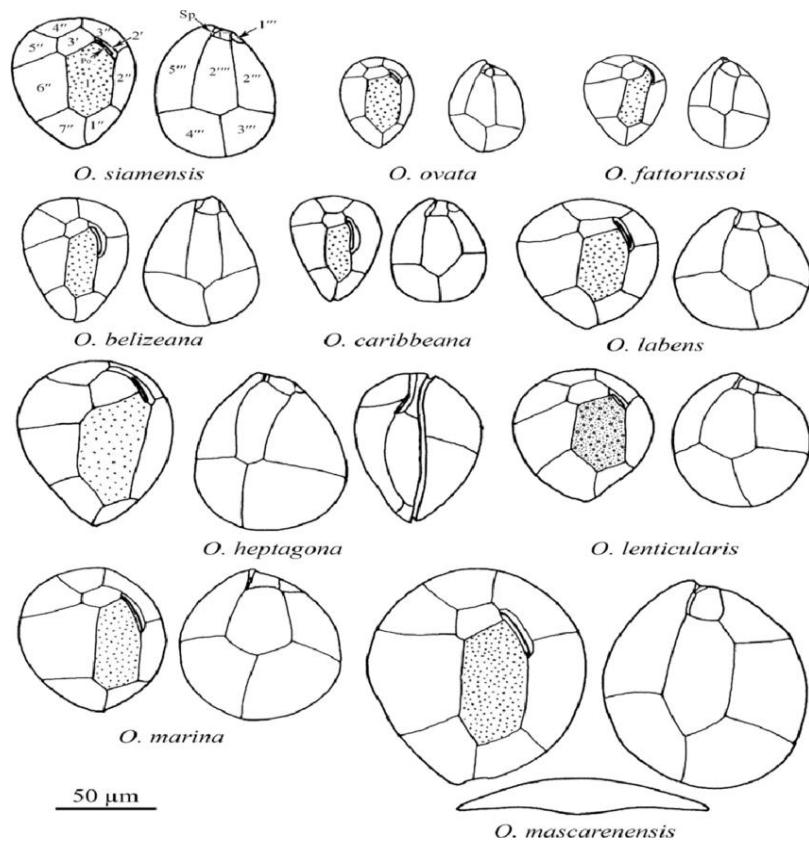 Sp
1'''
4'' 3'' 2'
5'' 3'
Po
6'' 1' 2''
7'' 1''
5''' 2'''' 2'''
4''' 3'''
O. siamensis
O. ovata
O. fattorussoi
O. belizeana
O. caribbeana
O. labens
O. heptagona
O. lenticularis
O. marina
50 µm
O. mascarenensis